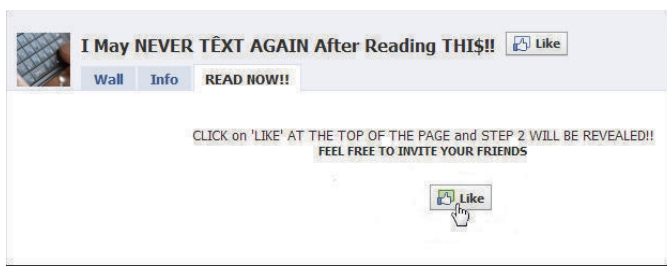 I May NEVER TÊXT AGAIN After Reading THI$!! Like
Wall Info READ NOW!!
CLICK on 'LIKE' AT THE TOP OF THE PAGE and STEP 2 WILL BE REVEALED!!
FEEL FREE TO INVITE YOUR FRIENDS
Like